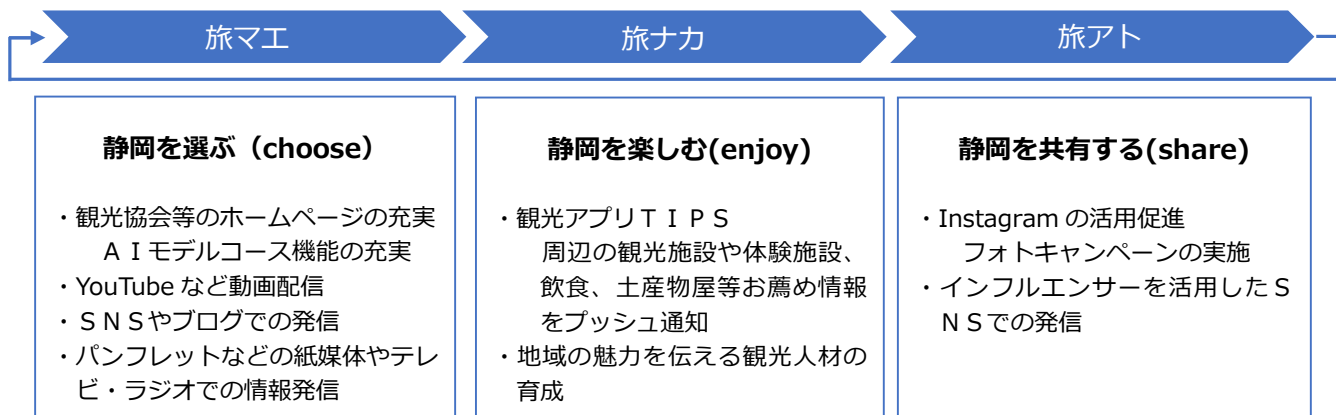 旅マエ
旅ナカ
旅アト
静岡を選ぶ（choose）
・観光協会等のホームページの充実
ＡＩモデルコース機能の充実
・YouTube など動画配信
・ＳＮＳやブログでの発信
・パンフレットなどの紙媒体やテレ
ビ・ラジオでの情報発信
静岡を楽しむ(enjoy)
・観光アプリＴＩＰＳ
周辺の観光施設や体験施設、
飲食、土産物屋等お薦め情報
をプッシュ通知
・地域の魅力を伝える観光人材の
育成
静岡を共有する(share)
・Instagram の活用促進
フォトキャンペーンの実施
・インフルエンサーを活用したＳ
ＮＳでの発信